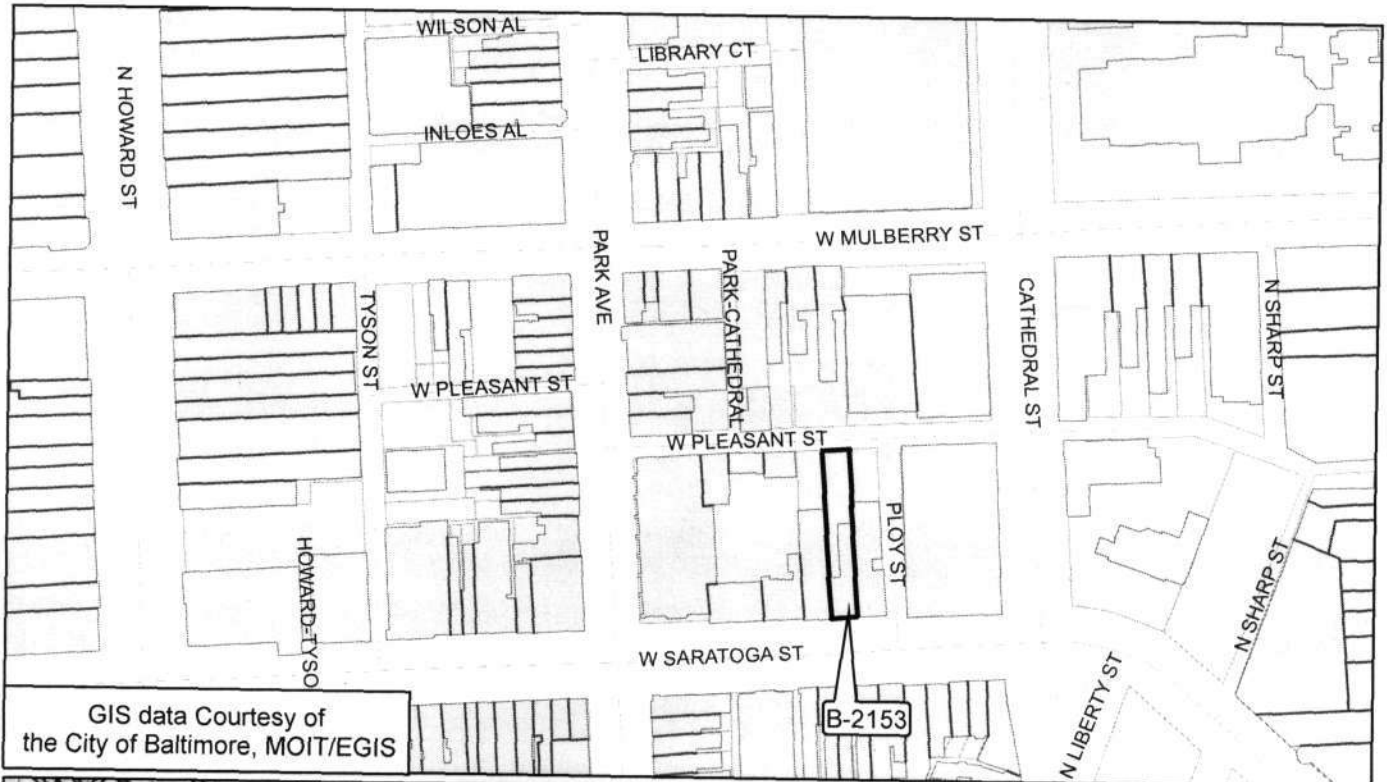 WILSON AL
LIBRARY CT
N HOWARD ST
INLOES AL
W MULBERRY ST
PARK AVE
PARK-CATHEDRAL
CATHEDRAL ST
N SHARP ST
TYSON ST
W PLEASANT ST
W PLEASANT ST
PLOY ST
HOWARD-TYSO
N SHARP ST
W SARATOGA ST
N LIBERTY ST
B-2153
GIS data Courtesy of
the City of Baltimore, MOIT/EGIS